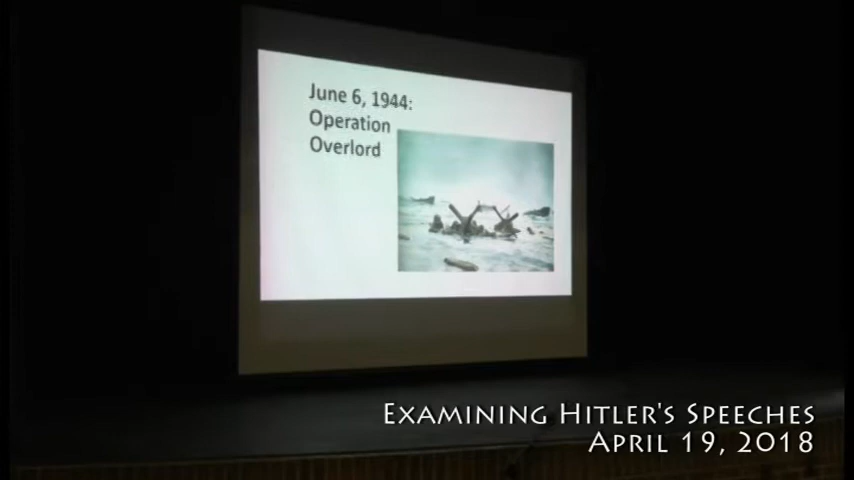 June 6, 1944:
Operation
Overlord
Examining Hitler's Speeches
April 19, 2018